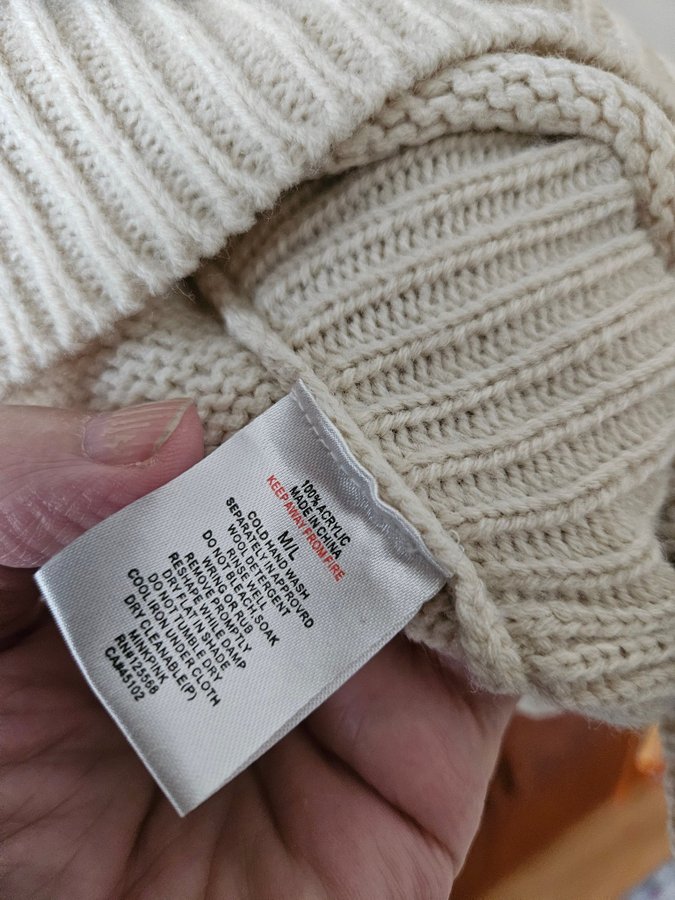 100% ACRYLIC
MADE IN CHINA
KEEP AWAY FROM FIRE
M/L
COLD HAND WASH
SEPARATELY IN APPROVRD
WOOL DETERGENT
RINSE WELL
DO NOT BLEACH.SOAK
WRING OR RUB
REMOVE PROMPTLY
RESHAPE WHILE DAMP
DRY FLAT IN SHADE
DO NOT TUMBLE DRY
COOL IRON UNDER CLOTH
DRY CLEANABLE(P)
MINKPINK
RN#125568
CA#45102